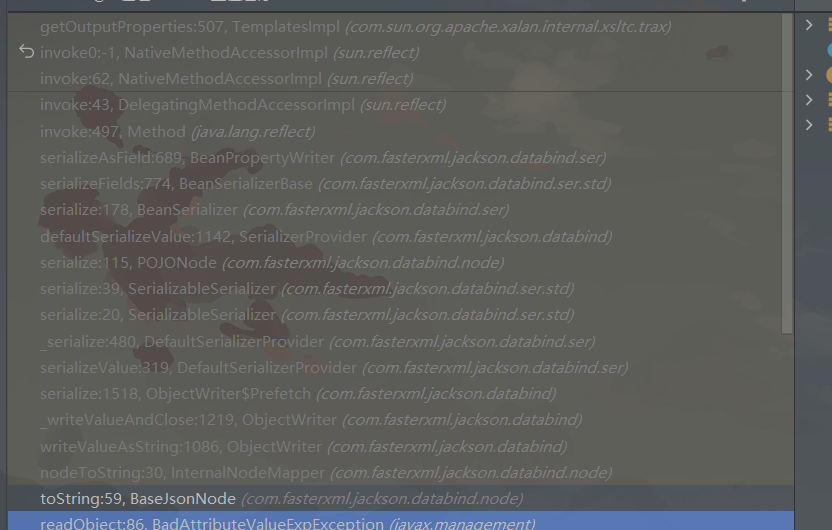 getOutputProperties:507, TemplatesImpl (com.sun.org.apache.xalan.internal.xsltc.trax)
invoke0:-1, NativeMethodAccessorImpl (sun.reflect)
invoke:62, NativeMethodAccessorImpl (sun.reflect)
invoke:43, DelegatingMethodAccessorImpl (sun.reflect)
invoke:497, Method (java.lang.reflect)
serializeAsField:689, BeanPropertyWriter (com.fasterxml.jackson.databind.ser)
serializeFields:774, BeanSerializerBase (com.fasterxml.jackson.databind.ser.std)
serialize:178, BeanSerializer (com.fasterxml.jackson.databind.ser)
defaultSerializeValue:1142, SerializerProvider (com.fasterxml.jackson.databind)
serialize:115, POJONode (com.fasterxml.jackson.databind.node)
serialize:39, SerializableSerializer (com.fasterxml.jackson.databind.ser.std)
serialize:20, SerializableSerializer (com.fasterxml.jackson.databind.ser.std)
_serialize:480, DefaultSerializerProvider (com.fasterxml.jackson.databind.ser)
serializeValue:319, DefaultSerializerProvider (com.fasterxml.jackson.databind.ser)
serialize:1518, ObjectWriter$Prefetch (com.fasterxml.jackson.databind)
_writeValueAndClose:1219, ObjectWriter (com.fasterxml.jackson.databind)
writeValueAsString:1086, ObjectWriter (com.fasterxml.jackson.databind)
nodeToString:30, InternalNodeMapper (com.fasterxml.jackson.databind.node)
toString:59, BaseJsonNode (com.fasterxml.jackson.databind.node)
readObject:86, BadAttributeValueExpException (javax.management)